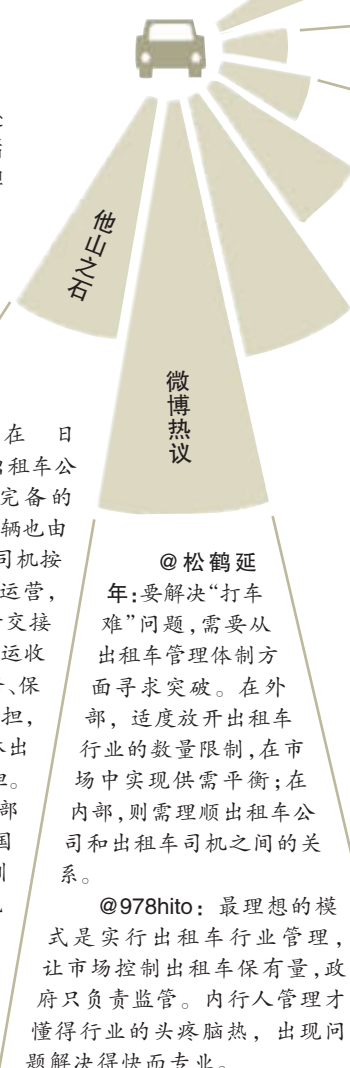 他山之石
微博热议
在 日
出租车公
完备的
辆也由
司机按
运营，
交接
运收
、保
担，
出
担。
部
国
@松鹤延
年：要解决“打车
难”问题，需要从
出租车管理体制方
面寻求突破。在外
部，适度放开出租车
行业的数量限制，在市
场中实现供需平衡；在
内部，则需理顺出租车公
司和出租车司机之间的关
系。
@978hito：最理想的模
式是实行出租车行业管理，
让市场控制出租车保有量，政
府只负责监管。内行人管理才
懂得行业的头疼脑热，出现问
题解决得快而专业。